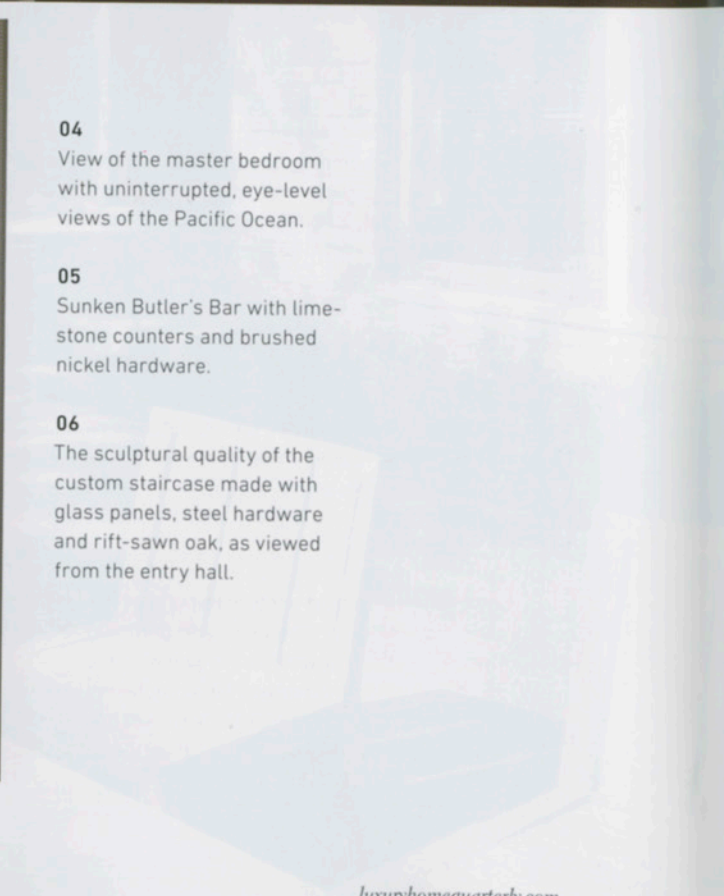 04
View of the master bedroom
with uninterrupted, eye-level
views of the Pacific Ocean.
05
Sunken Butler's Bar with lime-
stone counters and brushed
nickel hardware.
06
The sculptural quality of the
custom staircase made with
glass panels, steel hardware
and rift-sawn oak, as viewed
from the entry hall.
luxuryhomequarterly.com